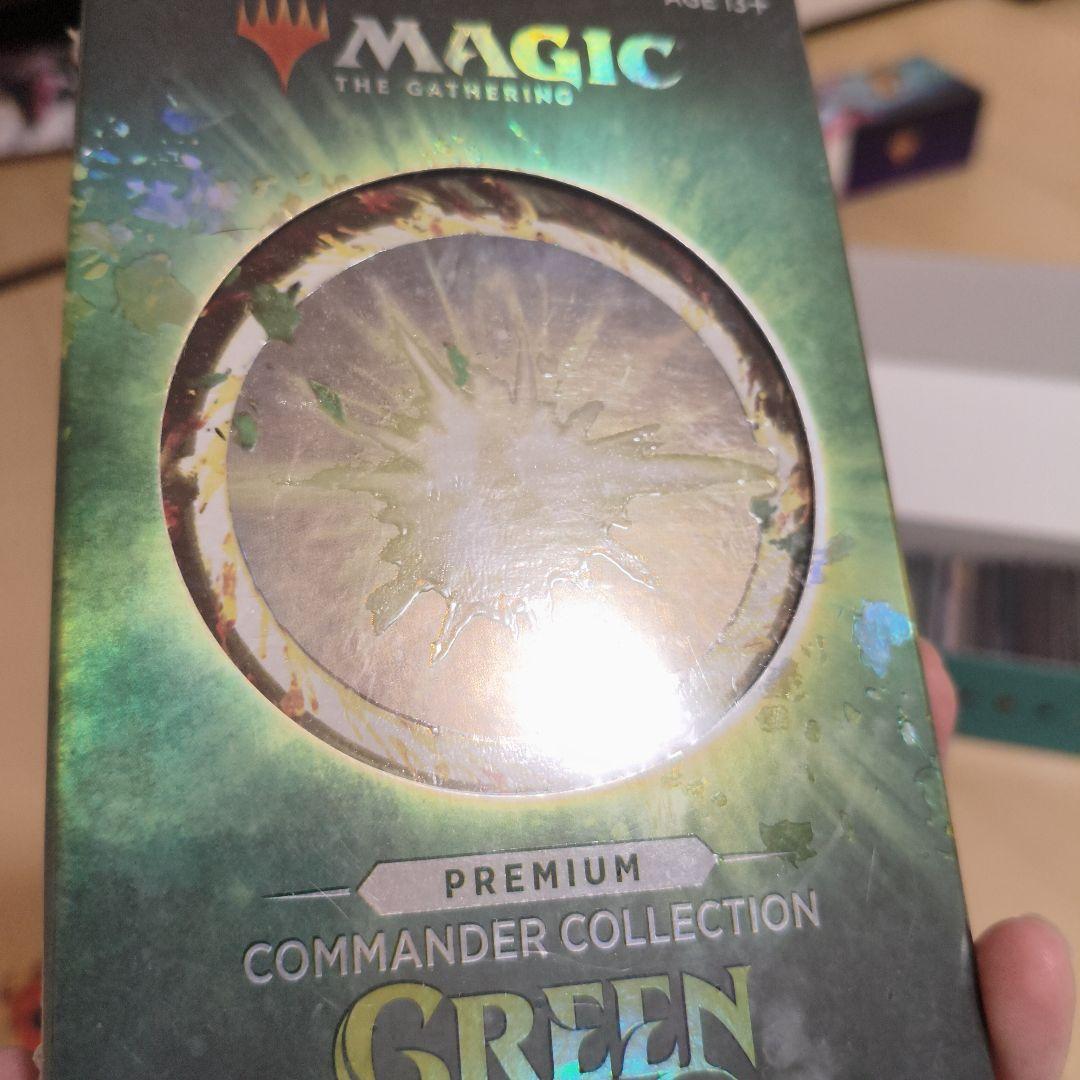 AGE 13+
MAGIC
THE GATHERING
PREMIUM
COMMANDER COLLECTION
GREEN